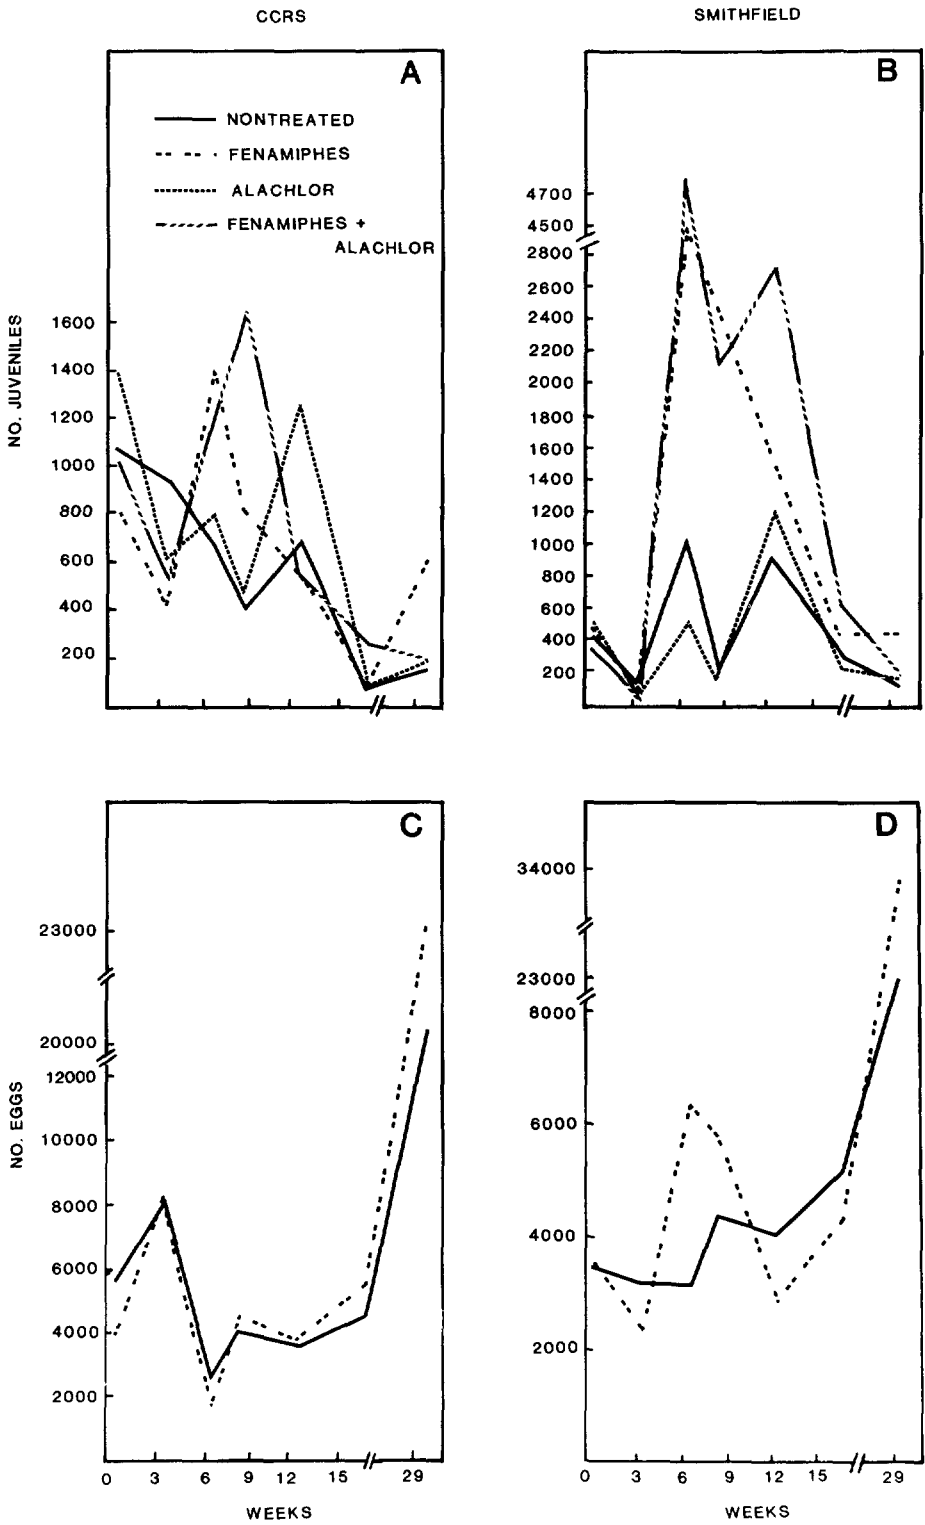 CCRS
SMITHFIELD
A
NONTREATED
FENAMIPHES
ALACHLOR
FENAMIPHES +
ALACHLOR
NO. JUVENILES
1600
1400
1200
1000
800
600
400
200
B
4700
4500
2800
2600
2400
2200
2000
1800
1600
1400
1200
1000
800
600
400
200
C
NO. EGGS
23000
20000
12000
10000
8000
6000
4000
2000
0 3 6 9 12 15 29
WEEKS
D
34000
23000
8000
6000
4000
2000
0 3 6 9 12 15 29
WEEKS